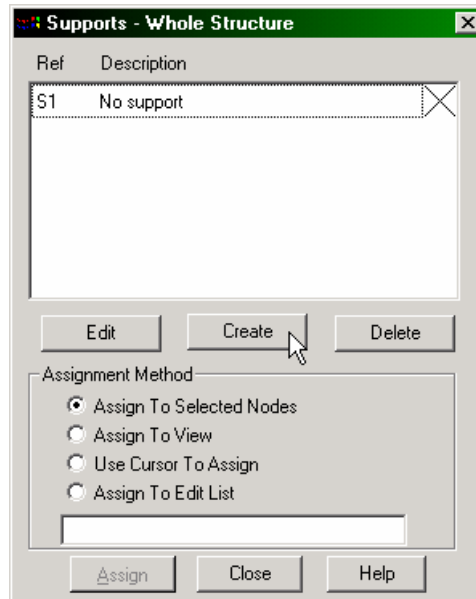 Supports - Whole Structure
Ref Description
S1 No support
Edit Create Delete
Assignment Method
Assign To Selected Nodes
Assign To View
Use Cursor To Assign
Assign To Edit List
Assign Close Help